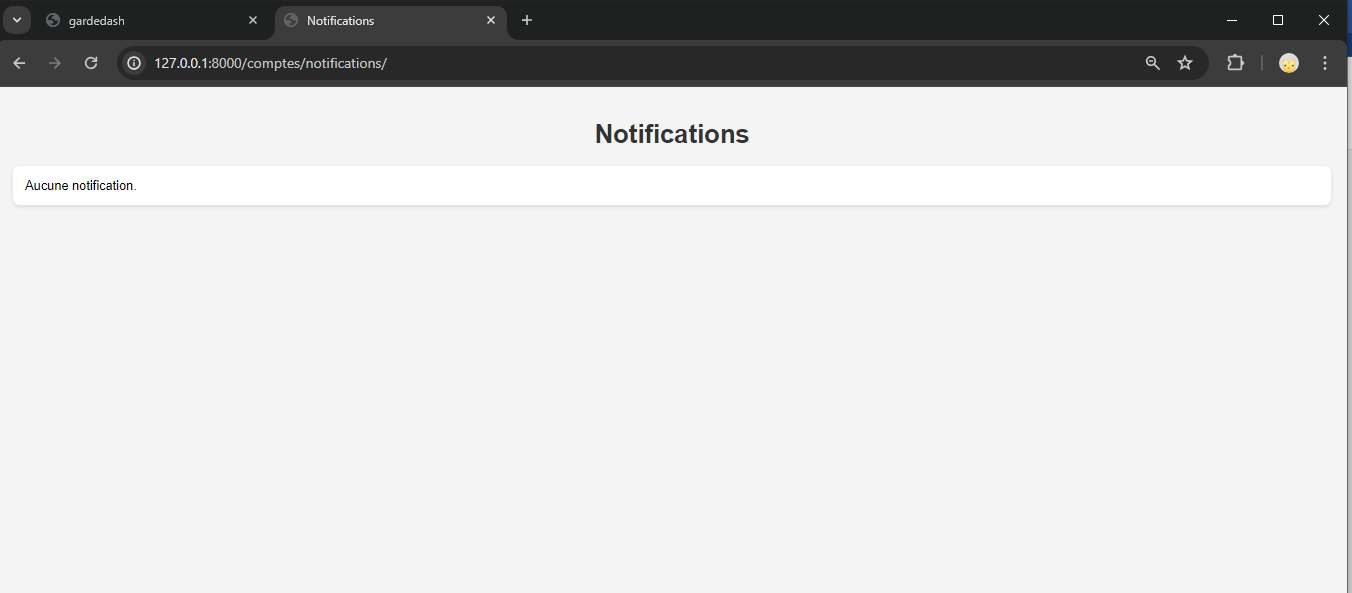 gardedash
Notifications
127.0.0.1:8000/comptes/notifications/
Notifications
Aucune notification.